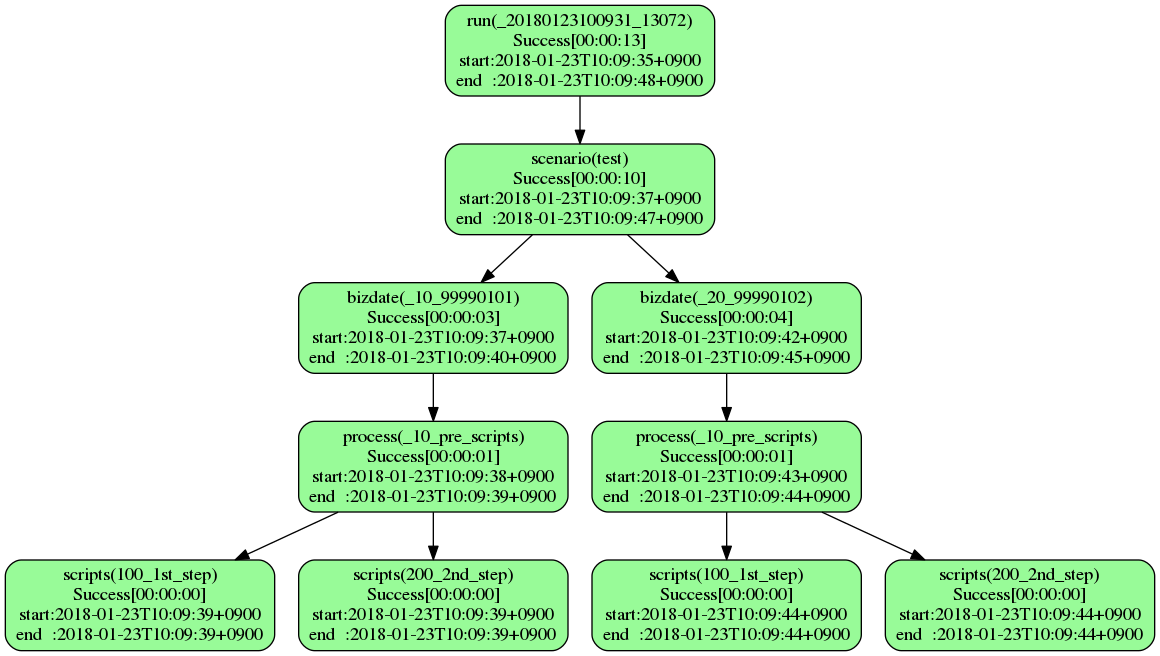 run(_20180123100931_13072)
Success[00:00:13]
start:2018-01-23T10:09:35+0900
end  :2018-01-23T10:09:48+0900
scenario(test)
Success[00:00:10]
start:2018-01-23T10:09:37+0900
end  :2018-01-23T10:09:47+0900
bizdate(_10_99990101)
Success[00:00:03]
start:2018-01-23T10:09:37+0900
end  :2018-01-23T10:09:40+0900
bizdate(_20_99990102)
Success[00:00:04]
start:2018-01-23T10:09:42+0900
end  :2018-01-23T10:09:45+0900
process(_10_pre_scripts)
Success[00:00:01]
start:2018-01-23T10:09:38+0900
end  :2018-01-23T10:09:39+0900
process(_10_pre_scripts)
Success[00:00:01]
start:2018-01-23T10:09:43+0900
end  :2018-01-23T10:09:44+0900
scripts(100_1st_step)
Success[00:00:00]
start:2018-01-23T10:09:39+0900
end  :2018-01-23T10:09:39+0900
scripts(200_2nd_step)
Success[00:00:00]
start:2018-01-23T10:09:39+0900
end  :2018-01-23T10:09:39+0900
scripts(100_1st_step)
Success[00:00:00]
start:2018-01-23T10:09:44+0900
end  :2018-01-23T10:09:44+0900
scripts(200_2nd_step)
Success[00:00:00]
start:2018-01-23T10:09:44+0900
end  :2018-01-23T10:09:44+0900